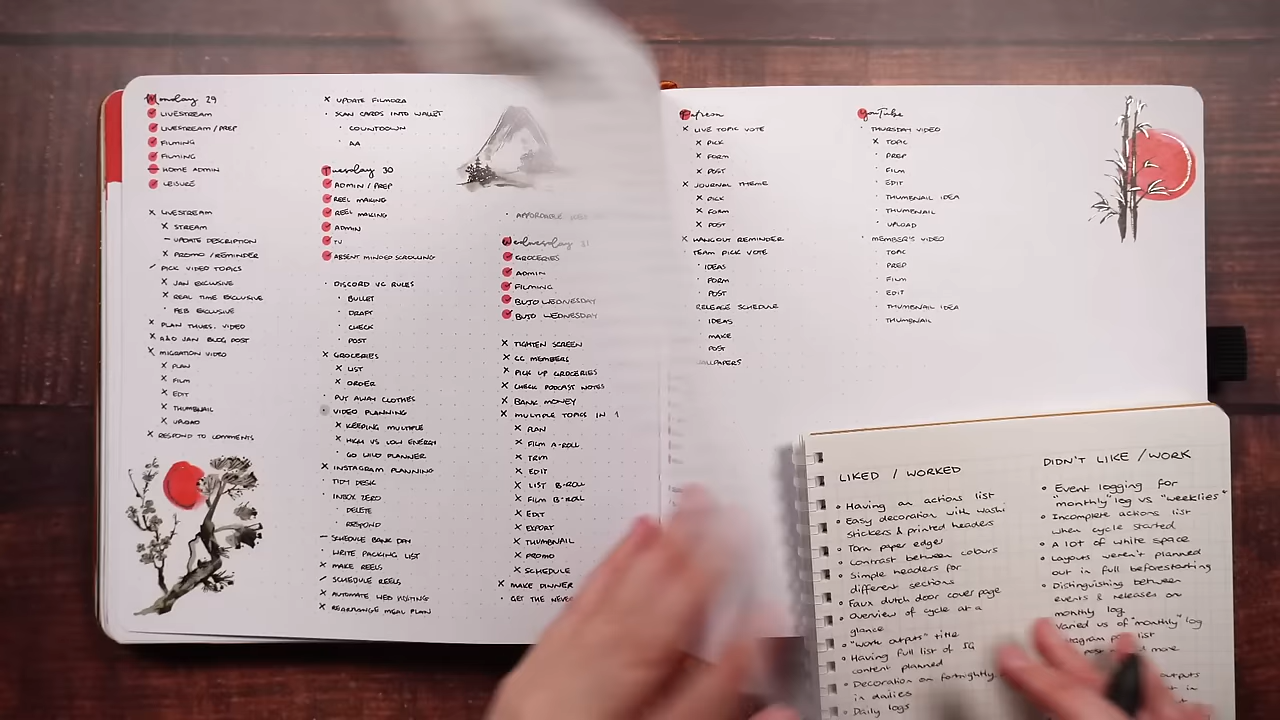 Monday 29
LIVESTREAM
LIVESTREAM / PREP
FILMING
FILMING
HOME ADMIN
LEISURE
LIVESTREAM
STREAM
UPDATE DESCRIPTION
PROMO / REMINDER
PICK VIDEO TOPICS
JAN EXCLUSIVE
REAL TIME EXCLUSIVE
FEB EXCLUSIVE
PLAN THURS. VIDEO
ADD JAN BLOG POST
MIGRATION VIDEO
PLAN
FILM
EDIT
THUMBNAIL
UPLOAD
RESPOND TO COMMENTS
UPDATE FILMORA
SCAN CARDS INTO WALLET
COUNTDOWN
AA
Tuesday 30
ADMIN / PREP
REEL MAKING
REEL MAKING
ADMIN
TV
ABSENT MINDED SCROLLING
DISCORD VC RULES
BULLET
DRAFT
CHECK
POST
GROCERIES
LIST
ORDER
PUT AWAY CLOTHES
VIDEO PLANNING
KEEPING MULTIPLE
HIGH VS LOW ENERGY
GO WILD PLANNER
INSTAGRAM PLANNING
TIDY DESK
INBOX ZERO
DELETE
RESPOND
SCHEDULE BANK DAY
WRITE PACKING LIST
MAKE REELS
SCHEDULE REELS
AUTOMATE WEB HOSTING
REARRANGE MEAL PLAN
AFFORDABLE
Wednesday 31
GROCERIES
ADMIN
FILMING
BUJO WEDNESDAY
BUJO WEDNESDAY
TIGHTEN SCREEN
CC MEMBERS
PICK UP GROCERIES
CHECK PODCAST NOTES
BANK MONEY
MULTIPLE TOPICS IN 1
PLAN
FILM A-ROLL
TRIM
EDIT
LIST B-ROLL
FILM B-ROLL
EDIT
EXPORT
THUMBNAIL
PROMO
SCHEDULE
MAKE DINNER
GET THE
Patreon
LIVE TOPIC VOTE
PICK
FORM
POST
JOURNAL THEME
PICK
FORM
POST
HANGOUT REMINDER
TEAM PICK VOTE
IDEAS
FORM
POST
RELEASE SCHEDULE
IDEAS
MAKE
POST
YouTube
THURSDAY VIDEO
TOPIC
PREP
FILM
EDIT
THUMBNAIL IDEA
THUMBNAIL
UPLOAD
MEMBER'S VIDEO
TOPIC
PREP
FILM
EDIT
THUMBNAIL IDEA
THUMBNAIL
LIKED / WORKED
Having an actions list
Easy decoration with washi
stickers & printed headers
Torn paper edges
Contrast between colours
Simple headers for
different sections
Faux dutch door cover page
Overview of cycle at a
glance
"work outputs" title
Having full list of SQ
content planned
Decoration on fortnightly
in dailies
Daily logs
DIDN'T LIKE / WORK
Event logging for
"monthly" log vs "weeklies"
Incomplete actions list
when cycle started
A lot of white space
Layouts weren't planned
out in full before starting
Distinguishing between
events & releases on
monthly log
Varied us of "monthly" log
list
more